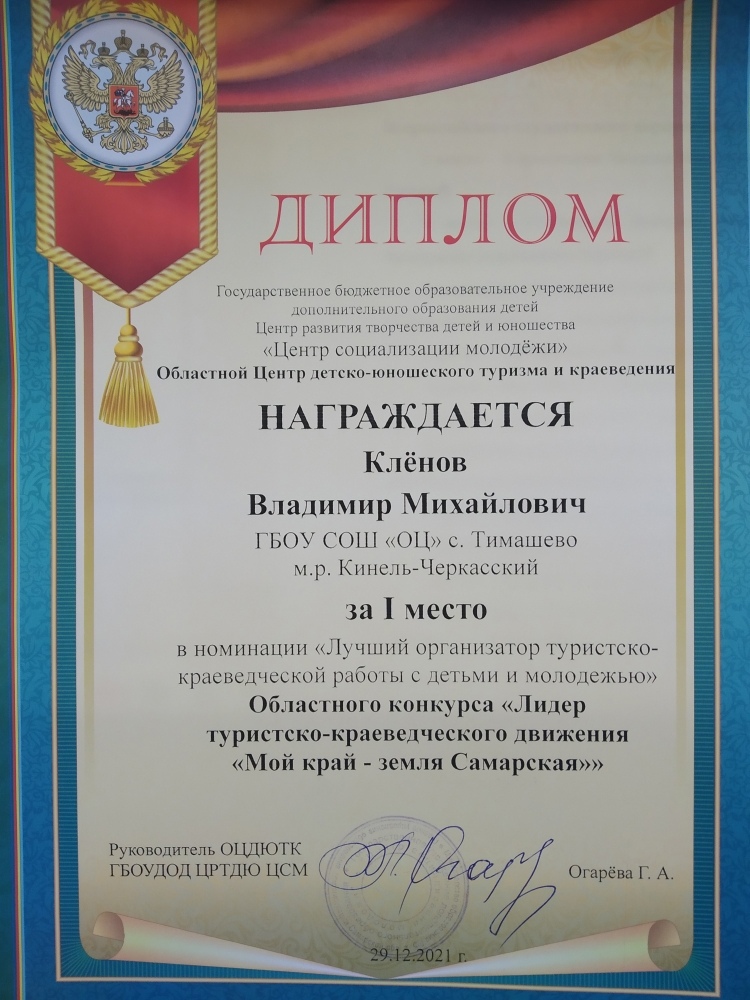 ДИПЛОМ
Государственное бюджетное образовательное учреждение
дополнительного образования детей
Центр развития творчества детей и юношества
«Центр социализации молодёжи»
Областной Центр детско-юношеского туризма и краеведения
НАГРАЖДАЕТСЯ
Клёнов
Владимир Михайлович
ГБОУ СОШ «ОЦ» с. Тимашево
м.р. Кинель-Черкасский
за I место
в номинации «Лучший организатор туристско-
краеведческой работы с детьми и молодежью»
Областного конкурса «Лидер
туристско-краеведческого движения
«Мой край - земля Самарская»»
Руководитель ОЦДЮТК
ГБОУДОД ЦРТДЮ ЦСМ
Огарёва Г. А.
29.12.2021 г.